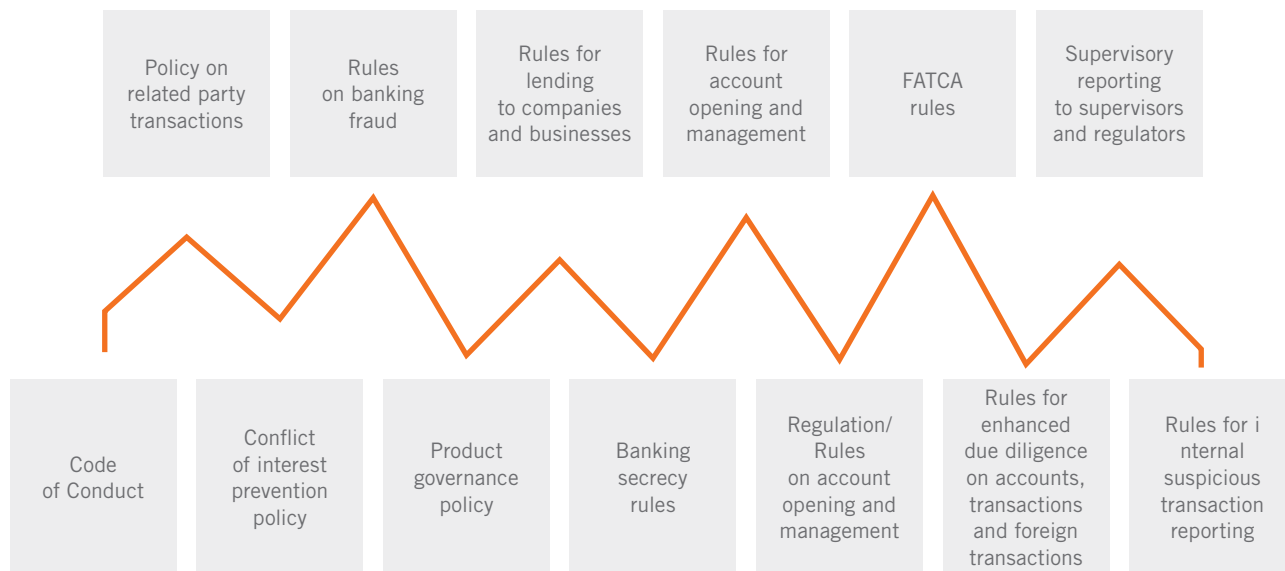 Policy on
related party
transactions
Rules
on banking
fraud
Rules for
lending
to companies
and businesses
Rules for
account
opening and
management
FATCA
rules
Supervisory
reporting
to supervisors
and regulators
Code
of Conduct
Conflict
of interest
prevention
policy
Product
governance
policy
Banking
secrecy
rules
Regulation/
Rules
on account
opening and
management
Rules for
enhanced
due diligence
on accounts,
transactions
and foreign
transactions
Rules for i
nternal
suspicious
transaction
reporting